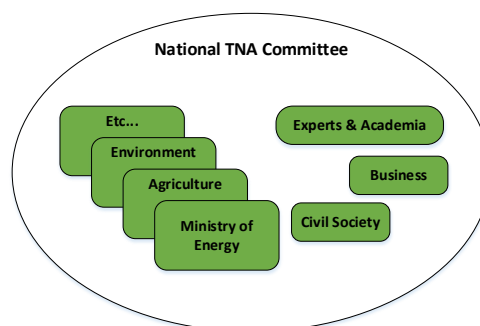 National TNA Committee
Etc...
Environment
Agriculture
Ministry of
Energy
Experts & Academia
Business
Civil Society